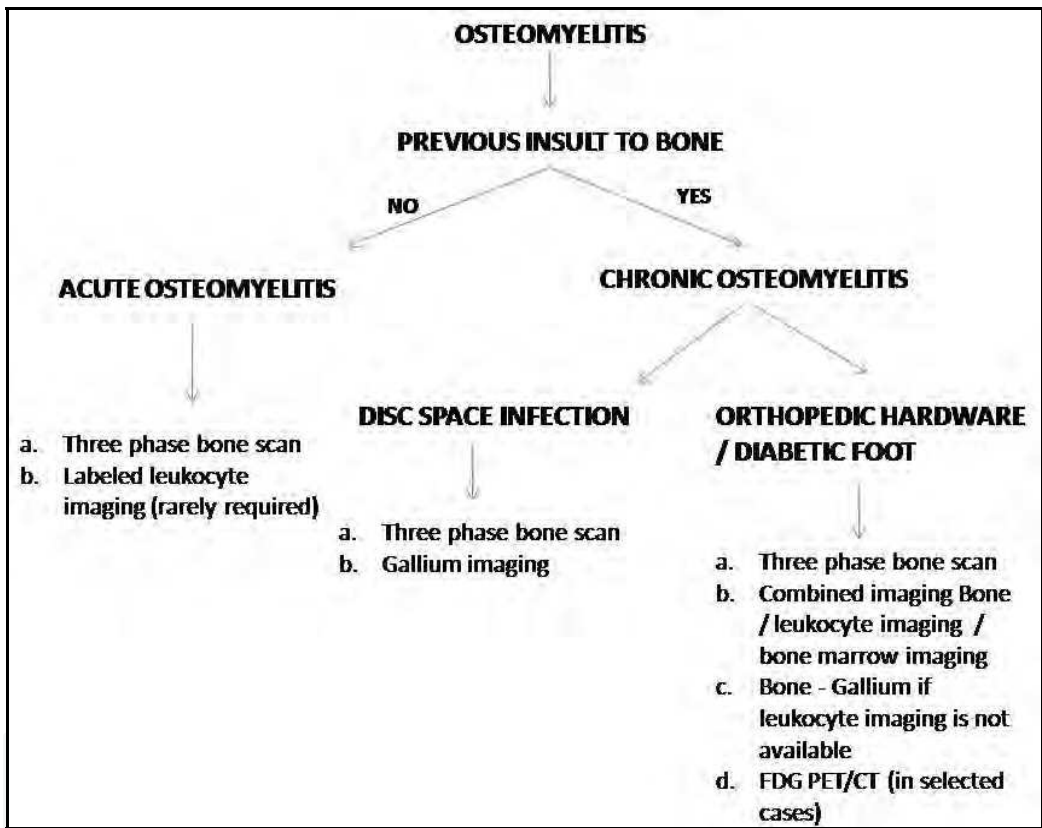 OSTEOMYELITIS
PREVIOUS INSULT TO BONE
NO
YES
ACUTE OSTEOMYELITIS
CHRONIC OSTEOMYELITIS
a. Three phase bone scan
b. Labeled leukocyte
imaging (rarely required)
DISC SPACE INFECTION
a. Three phase bone scan
b. Gallium imaging
ORTHOPEDIC HARDWARE
/ DIABETIC FOOT
a. Three phase bone scan
b. Combined imaging Bone
/ leukocyte imaging /
bone marrow imaging
c. Bone - Gallium if
leukocyte imaging is not
available
d. FDG PET/CT (in selected
cases)